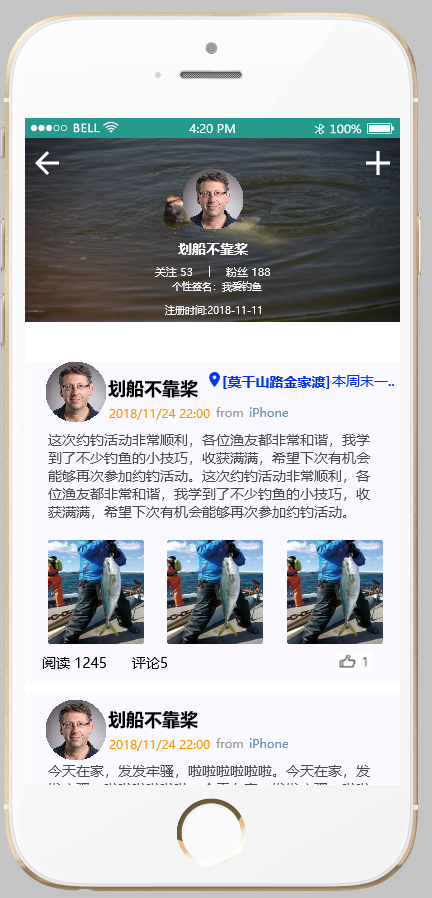 BELL 4:20 PM 100%
划船不靠桨
关注 53 | 粉丝 188
个性签名：我爱钓鱼
注册时间:2018-11-11
划船不靠桨 [莫干山路金家渡] 本周末一..
2018/11/24 22:00 from iPhone
这次约钓活动非常顺利，各位渔友都非常和谐，我学
到了不少钓鱼的小技巧，收获满满，希望下次有机会
能够再次参加约钓活动。这次约钓活动非常顺利，各
位渔友都非常和谐，我学到了不少钓鱼的小技巧，收
获满满，希望下次有机会能够再次参加约钓活动。
阅读 1245 评论5 1
划船不靠桨
2018/11/24 22:00 from iPhone
今天在家，发发牢骚，啦啦啦啦啦啦。今天在家，发